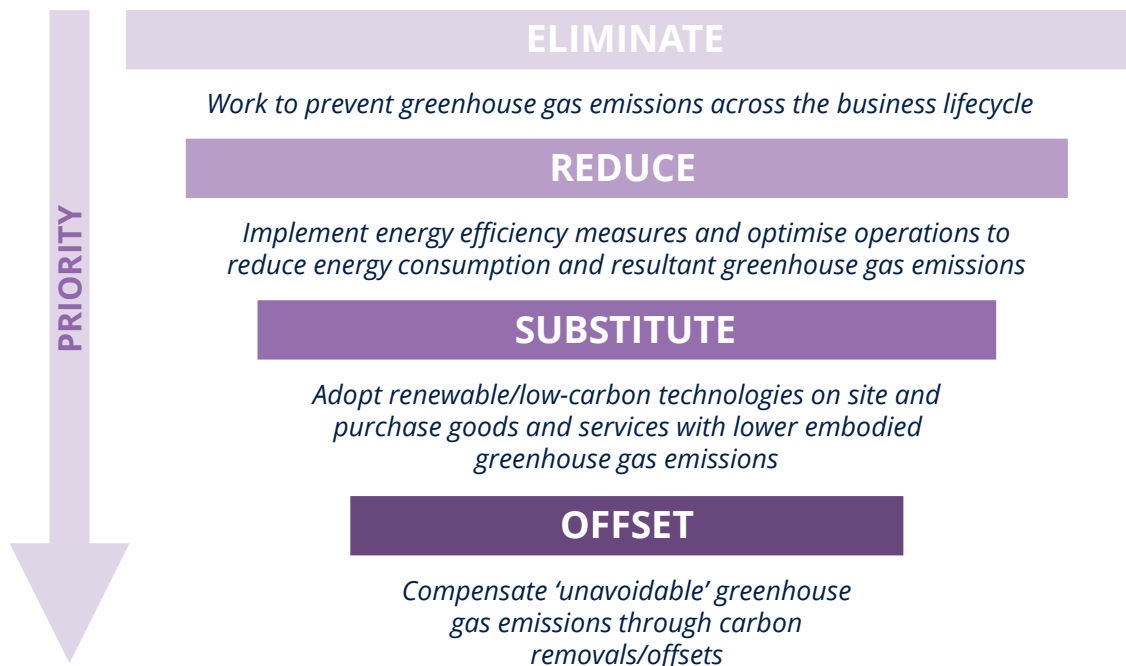 ELIMINATE
Work to prevent greenhouse gas emissions across the business lifecycle
REDUCE
Implement energy efficiency measures and optimise operations to
reduce energy consumption and resultant greenhouse gas emissions
SUBSTITUTE
Adopt renewable/low-carbon technologies on site and
purchase goods and services with lower embodied
greenhouse gas emissions
OFFSET
Compensate ‘unavoidable’ greenhouse
gas emissions through carbon
removals/offsets
PRIORITY